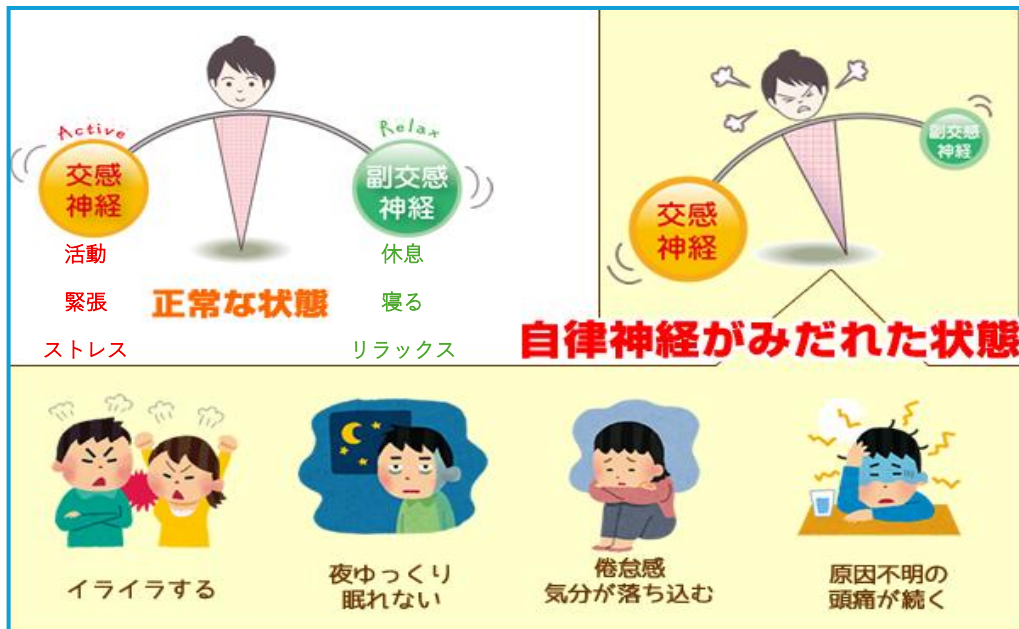 Active
交感
神経
活動
緊張
ストレス
正常な状態
Relax
副交感
神経
休息
寝る
リラックス
交感
神経
副交感
神経
自律神経がみだれた状態
イライラする
夜ゆっくり
眠れない
倦怠感
気分が落ち込む
原因不明の
頭痛が続く